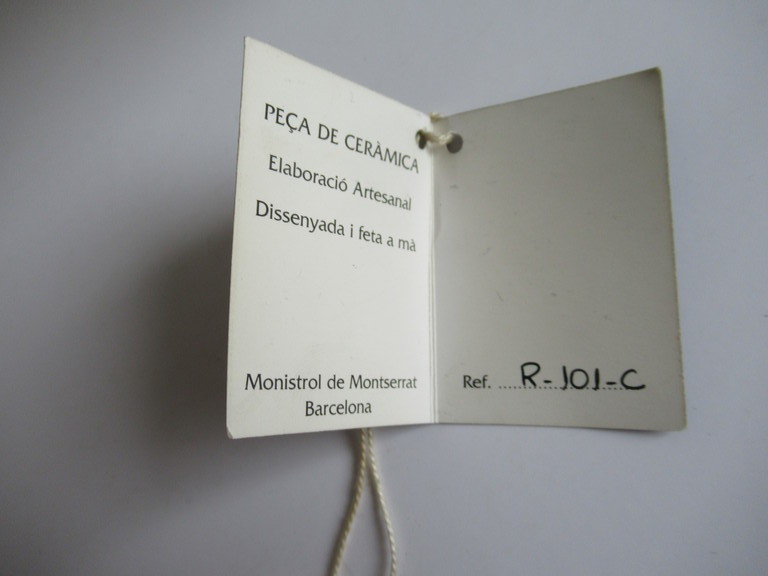 PEÇA DE CERÀMICA
Elaboració Artesanal
Dissenyada i feta a mà
Monistrol de Montserrat
Barcelona
Ref. R-101-C